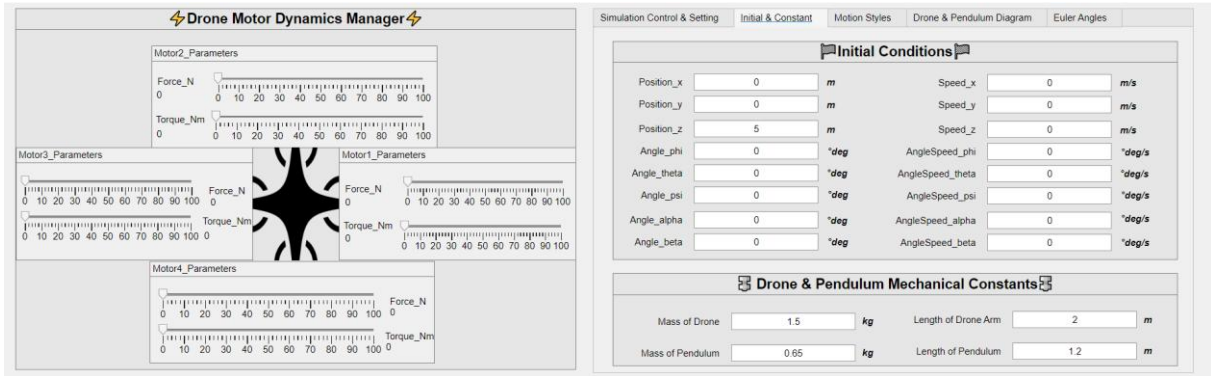 ⚡Drone Motor Dynamics Manager⚡
Motor2_Parameters
Force_N
0
0 10 20 30 40 50 60 70 80 90 100
Torque_Nm
0
0 10 20 30 40 50 60 70 80 90 100
Motor3_Parameters
0 10 20 30 40 50 60 70 80 90 100
Force_N
0
0 10 20 30 40 50 60 70 80 90 100
Torque_Nm
0
Motor1_Parameters
Force_N
0
0 10 20 30 40 50 60 70 80 90 100
Torque_Nm
0
0 10 20 30 40 50 60 70 80 90 100
Motor4_Parameters
0 10 20 30 40 50 60 70 80 90 100
Force_N
0
0 10 20 30 40 50 60 70 80 90 100
Torque_Nm
0
Simulation Control & Setting Initial & Constant Motion Styles Drone & Pendulum Diagram Euler Angles
Initial Conditions
Position_x 0 m Speed_x 0 m/s
Position_y 0 m Speed_y 0 m/s
Position_z 5 m Speed_z 0 m/s
Angle_phi 0 °deg AngleSpeed_phi 0 °deg/s
Angle_theta 0 °deg AngleSpeed_theta 0 °deg/s
Angle_psi 0 °deg AngleSpeed_psi 0 °deg/s
Angle_alpha 0 °deg AngleSpeed_alpha 0 °deg/s
Angle_beta 0 °deg AngleSpeed_beta 0 °deg/s
Drone & Pendulum Mechanical Constants
Mass of Drone 1.5 kg Length of Drone Arm 2 m
Mass of Pendulum 0.65 kg Length of Pendulum 1.2 m